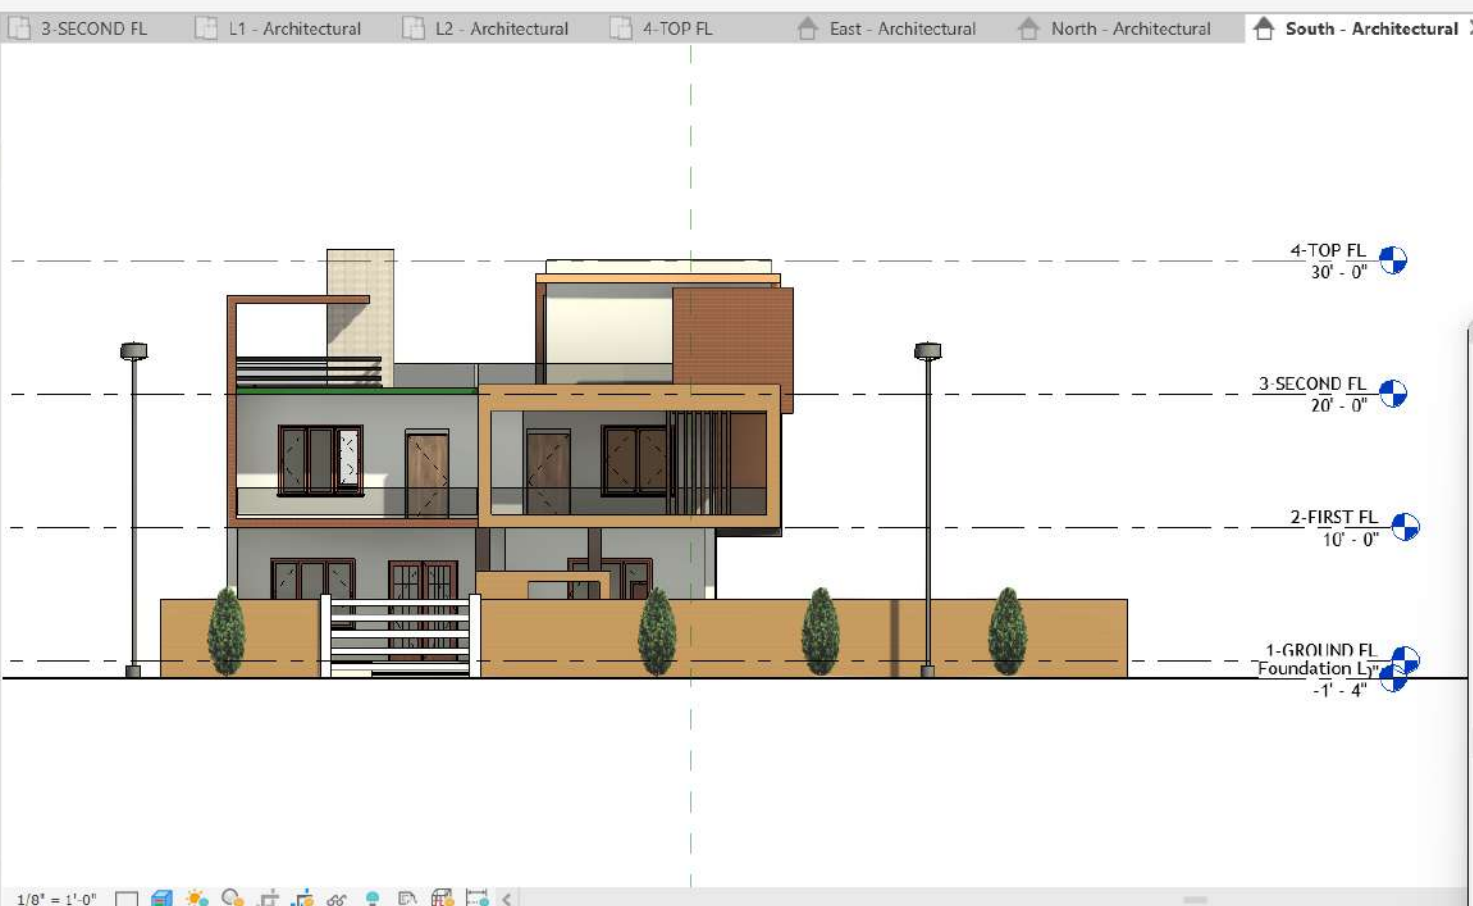 3-SECOND FL
L1 - Architectural
L2 - Architectural
4-TOP FL
East - Architectural
North - Architectural
South - Architectural
4-TOP FL
30' - 0"
3-SECOND FL
20' - 0"
2-FIRST FL
10' - 0"
1-GROUND FL
Foundation
-1' - 4"
1/8" = 1'-0"